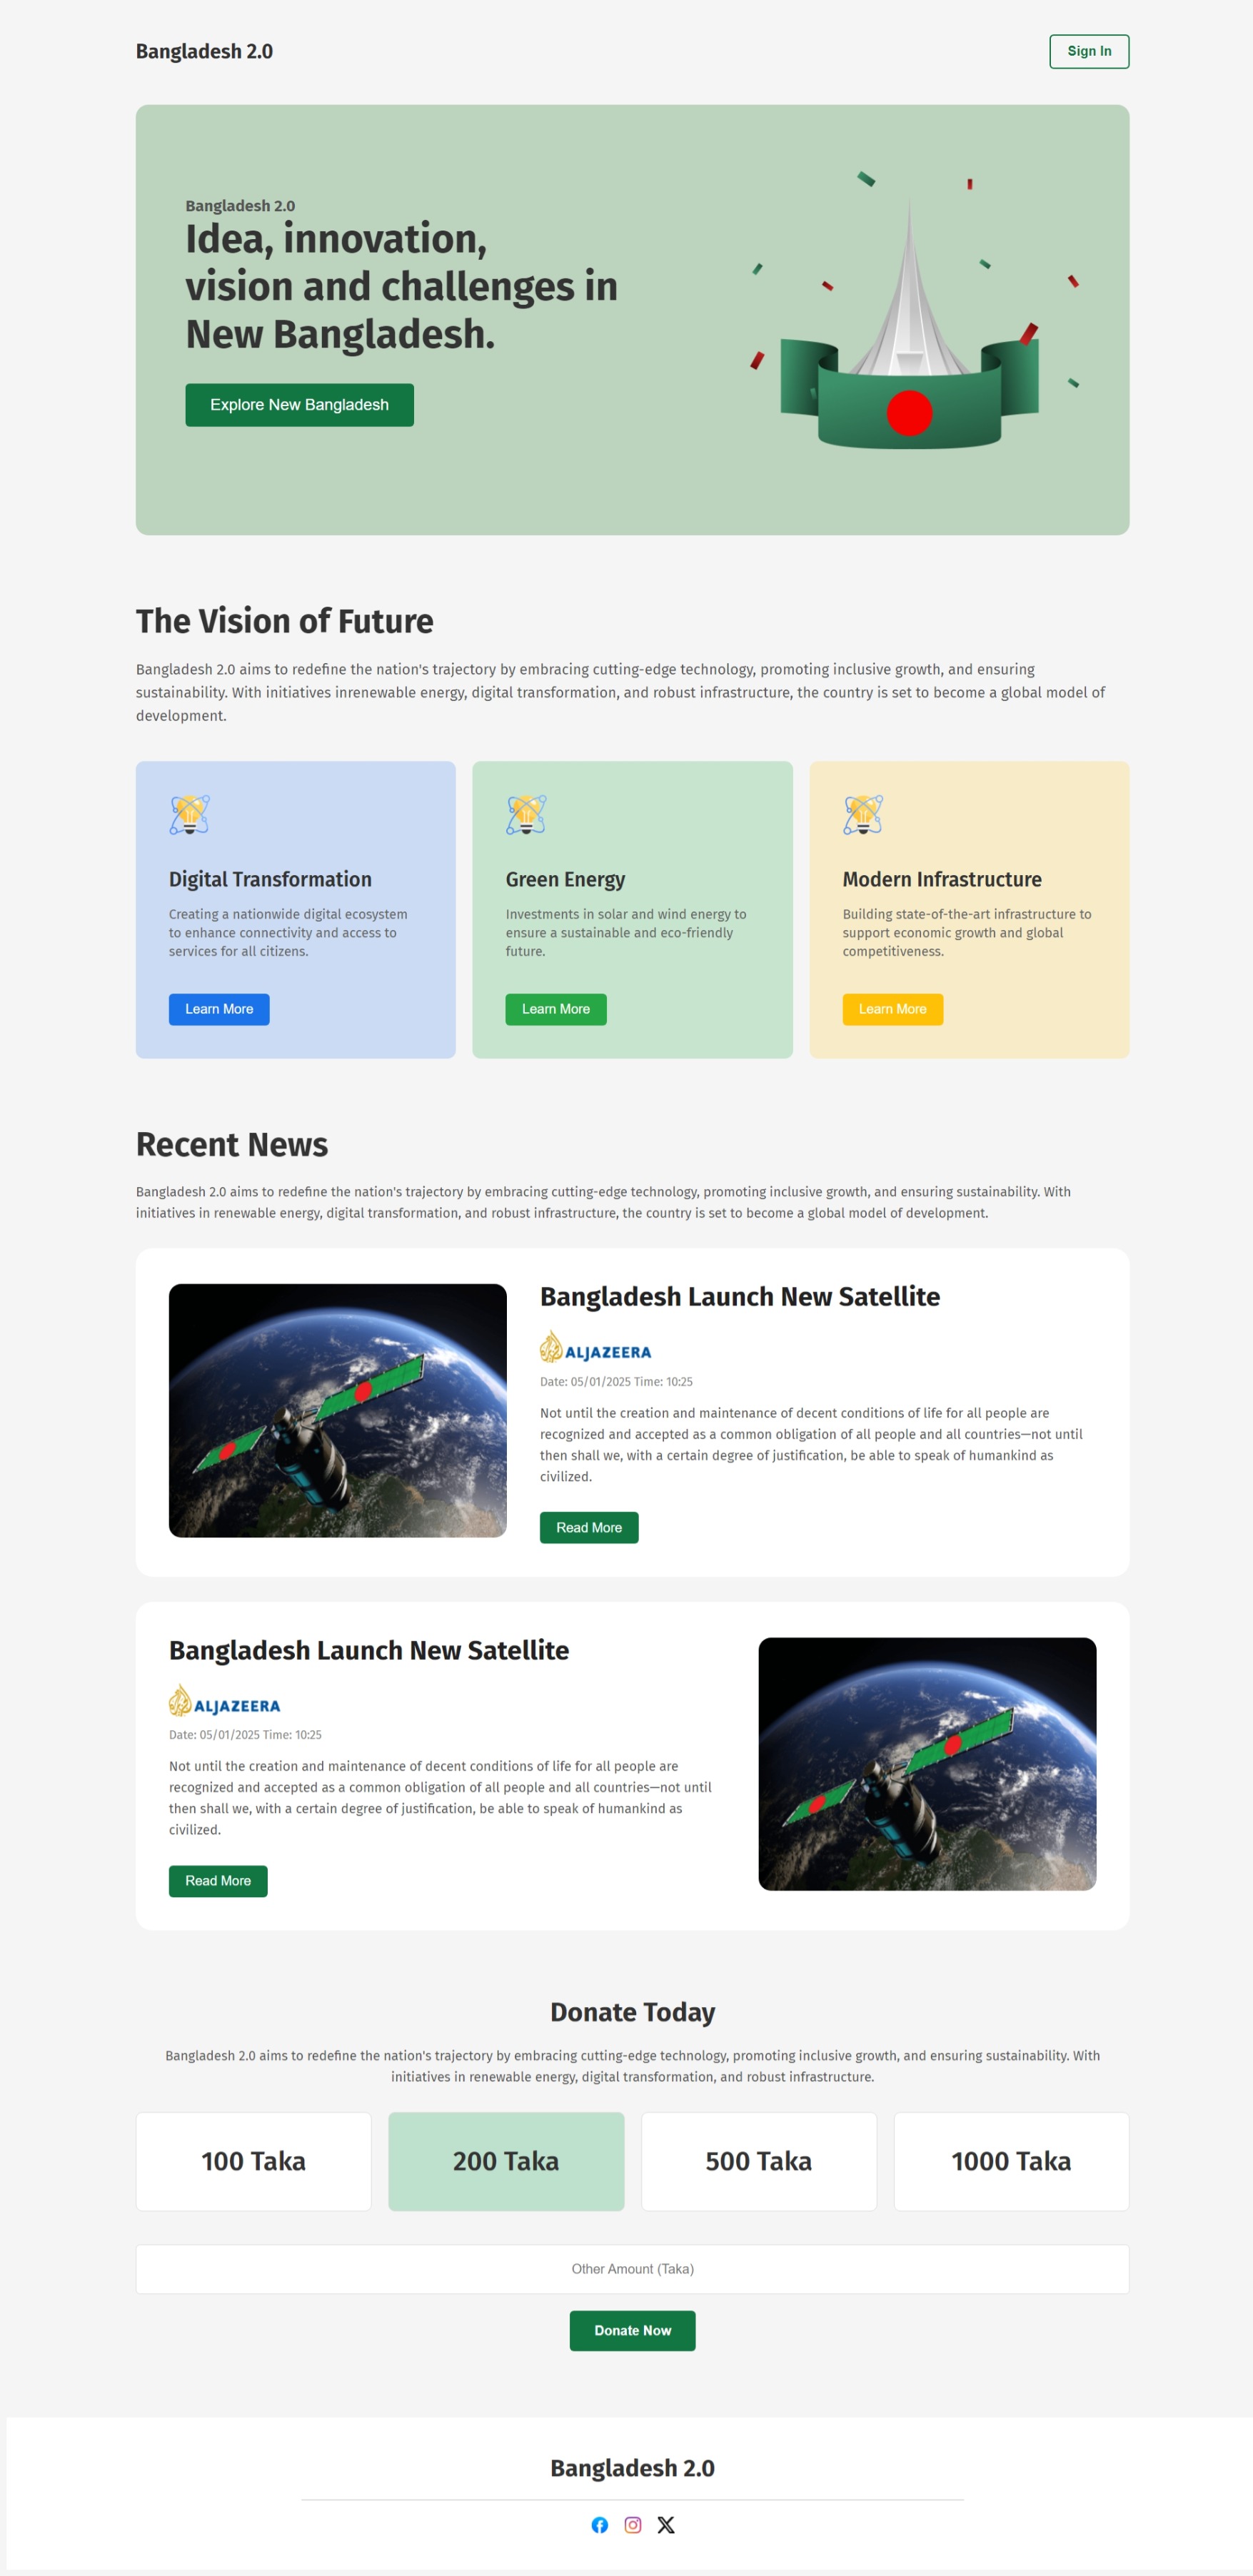 Bangladesh 2.0
Sign In
Bangladesh 2.0
Idea, innovation,
vision and challenges in
New Bangladesh.
Explore New Bangladesh
The Vision of Future
Bangladesh 2.0 aims to redefine the nation's trajectory by embracing cutting-edge technology, promoting inclusive growth, and ensuring
sustainability. With initiatives inrenewable energy, digital transformation, and robust infrastructure, the country is set to become a global model of
development.
Digital Transformation
Creating a nationwide digital ecosystem
to enhance connectivity and access to
services for all citizens.
Learn More
Green Energy
Investments in solar and wind energy to
ensure a sustainable and eco-friendly
future.
Learn More
Modern Infrastructure
Building state-of-the-art infrastructure to
support economic growth and global
competitiveness.
Learn More
Recent News
Bangladesh 2.0 aims to redefine the nation's trajectory by embracing cutting-edge technology, promoting inclusive growth, and ensuring sustainability. With
initiatives in renewable energy, digital transformation, and robust infrastructure, the country is set to become a global model of development.
Bangladesh Launch New Satellite
ALJAZEERA
Date: 05/01/2025 Time: 10:25
Not until the creation and maintenance of decent conditions of life for all people are
recognized and accepted as a common obligation of all people and all countries—not until
then shall we, with a certain degree of justification, be able to speak of humankind as
civilized.
Read More
Bangladesh Launch New Satellite
ALJAZEERA
Date: 05/01/2025 Time: 10:25
Not until the creation and maintenance of decent conditions of life for all people are
recognized and accepted as a common obligation of all people and all countries—not until
then shall we, with a certain degree of justification, be able to speak of humankind as
civilized.
Read More
Donate Today
Bangladesh 2.0 aims to redefine the nation's trajectory by embracing cutting-edge technology, promoting inclusive growth, and ensuring sustainability. With
initiatives in renewable energy, digital transformation, and robust infrastructure.
100 Taka
200 Taka
500 Taka
1000 Taka
Other Amount (Taka)
Donate Now
Bangladesh 2.0